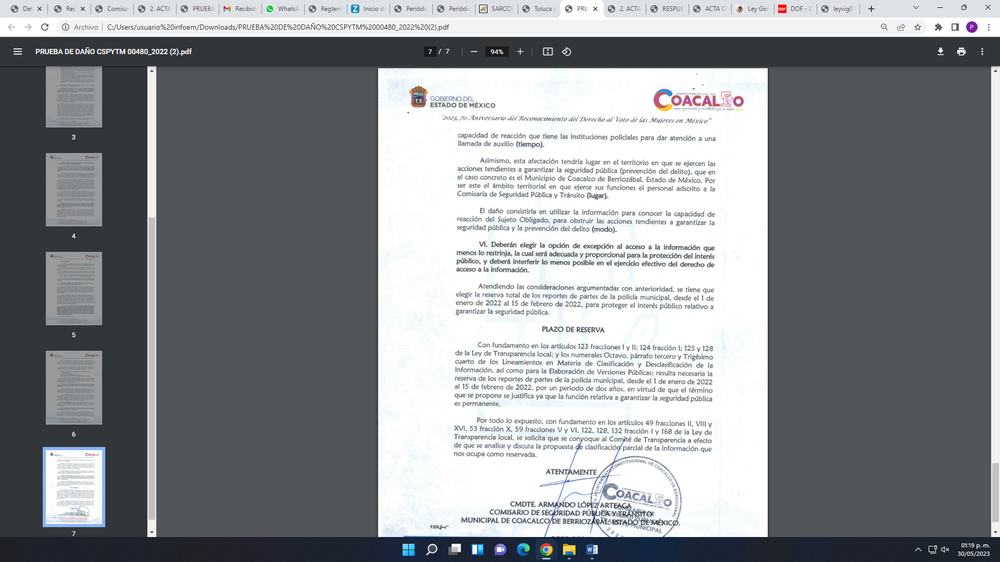 Det
Rec
Comisa
2. ACTA
PRUEBA
Recibido
WhatsA
Reglam
Inicio d
Periódic
Periódic
SARCOE
Toluca
PRU
2. ACTA
RESPUE
ACTA C
Ley Gen
DOF - D
leyvig01
Archivo
C:/Users/usuario%20infoem/Downloads/PRUEBA%20DE%20DAÑO%20CSPYTM%2000480_2022%20(2).pdf
P
PRUEBA DE DAÑO CSPYTM 00480_2022 (2).pdf
7 / 7
94%
3
4
5
6
7
GOBIERNO DEL
ESTADO DE MÉXICO
COACALCO
"2023, 70 Aniversario del Reconocimiento del Derecho al Voto de las Mujeres en México"
capacidad de reacción que tiene las instituciones policiales para dar atención a una
llamada de auxilio (tiempo).
Asimismo, esta afectación tendría lugar en el territorio en que se ejercen las
acciones tendientes a garantizar la seguridad pública (prevención del delito), que en
el caso concreto es el Municipio de Coacalco de Berriozábal, Estado de México. Por
ser este el ámbito territorial en que ejerce sus funciones el personal adscrito a la
Comisaría de Seguridad Pública y Tránsito (lugar).
El daño consistiría en utilizar la información para conocer la capacidad de
reacción del Sujeto Obligado, para obstruir las acciones tendientes a garantizar la
seguridad pública y la prevención del delito (modo).
VI. Deberán elegir la opción de excepción al acceso a la información que
menos lo restrinja, la cual será adecuada y proporcional para la protección del interés
público, y deberá interferir lo menos posible en el ejercicio efectivo del derecho de
acceso a la información.
Atendiendo las consideraciones argumentadas con anterioridad, se tiene que
elegir la reserva total de los reportes de partes de la policía municipal, desde el 1 de
enero de 2022 al 15 de febrero de 2022, para proteger el interés público relativo a
garantizar la seguridad pública.
PLAZO DE RESERVA
Con fundamento en los artículos 123 fracciones I y II; 124 fracción I; 125 y 128
de la Ley de Transparencia local; y los numerales Octavo, párrafo tercero y Trigésimo
cuarto de los Lineamientos en Materia de Clasificación y Desclasificación de la
Información, así como para la Elaboración de Versiones Públicas; resulta necesaria la
reserva de los reportes de partes de la policía municipal, desde el 1 de enero de 2022
al 15 de febrero de 2022, por un periodo de dos años, en virtud de que el término
que se propone se justifica ya que la función relativa a garantizar la seguridad pública
es permanente.
Por todo lo expuesto, con fundamento en los artículos 49 fracciones II, VIII y
XVI, 53 fracción X, 59 fracciones V y VI, 122, 128, 132 fracción I y 168 de la Ley de
Transparencia local, se solicita que se convoque al Comité de Transparencia a efecto
de que se analice y discuta la propuesta de clasificación parcial de la información que
nos ocupa como reservada.
ATENTAMENTE
H. AYUNTAMIENTO CONSTITUCIONAL DE COACALCO DE BERRIOZABAL
COACALCO
COMISARÍA DE
SEGURIDAD PÚBLICA Y
TRÁNSITO MUNICIPAL
CMDTE. ARMANDO LÓPEZ ARTEAGA
COMISARIO DE SEGURIDAD PÚBLICA Y TRÁNSITO
MUNICIPAL DE COACALCO DE BERRIOZÁBAL, ESTADO DE MÉXICO.
01:19 p. m.
30/05/2023